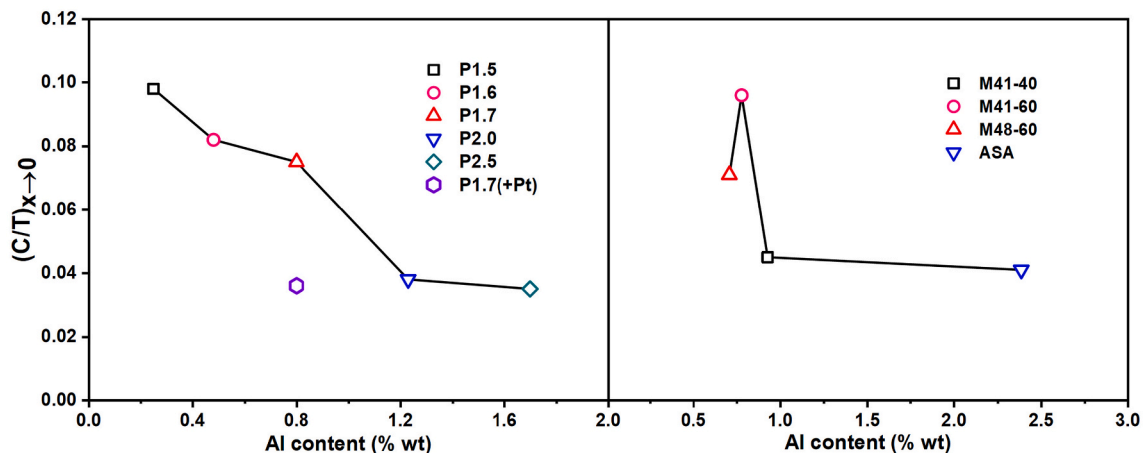 (C/T)x→0
0.12
0.10
0.08
0.06
0.04
0.02
0.00
P1.5
P1.6
P1.7
P2.0
P2.5
P1.7(+Pt)
0.0 0.4 0.8 1.2 1.6 2.0
Al content (% wt)
M41-40
M41-60
M48-60
ASA
0.5 1.0 1.5 2.0 2.5 3.0
Al content (% wt)